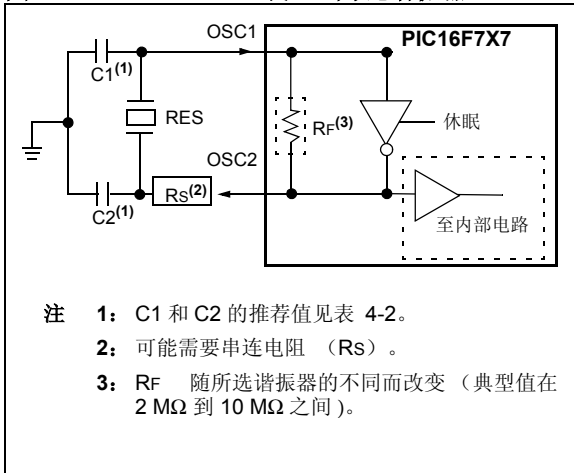 OSC1
PIC16F7X7
C1(1)
RES
RF(3)
休眠
OSC2
C2(1)
RS(2)
至内部电路
注 1： C1 和 C2 的推荐值见表 4-2。
2： 可能需要串连电阻 （RS）。
3： RF 随所选谐振器的不同而改变 （典型值在
2 MΩ 到 10 MΩ 之间 )。